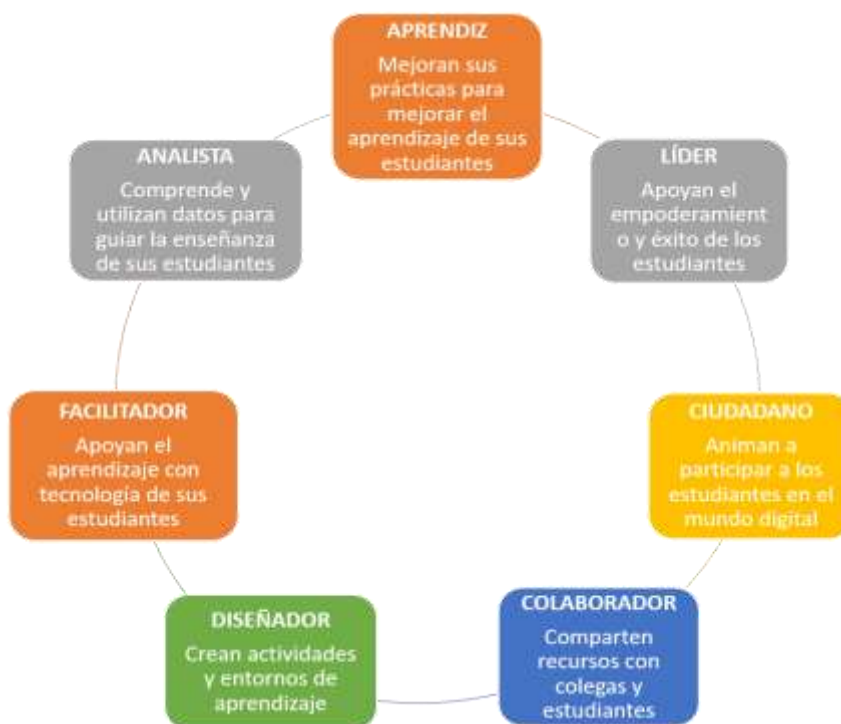 APRENDIZ
Mejoran sus
prácticas para
mejorar el
aprendizaje de sus
estudiantes
LÍDER
Apoyan el
empoderamient
o y éxito de los
estudiantes
CIUDADANO
Animan a
participar a los
estudiantes en el
mundo digital
COLABORADOR
Comparten
recursos con
colegas y
estudiantes
DISEÑADOR
Crean actividades
y entornos de
aprendizaje
FACILITADOR
Apoyan el
aprendizaje con
tecnología de sus
estudiantes
ANALISTA
Comprende y
utilizan datos para
guiar la enseñanza
de sus estudiantes